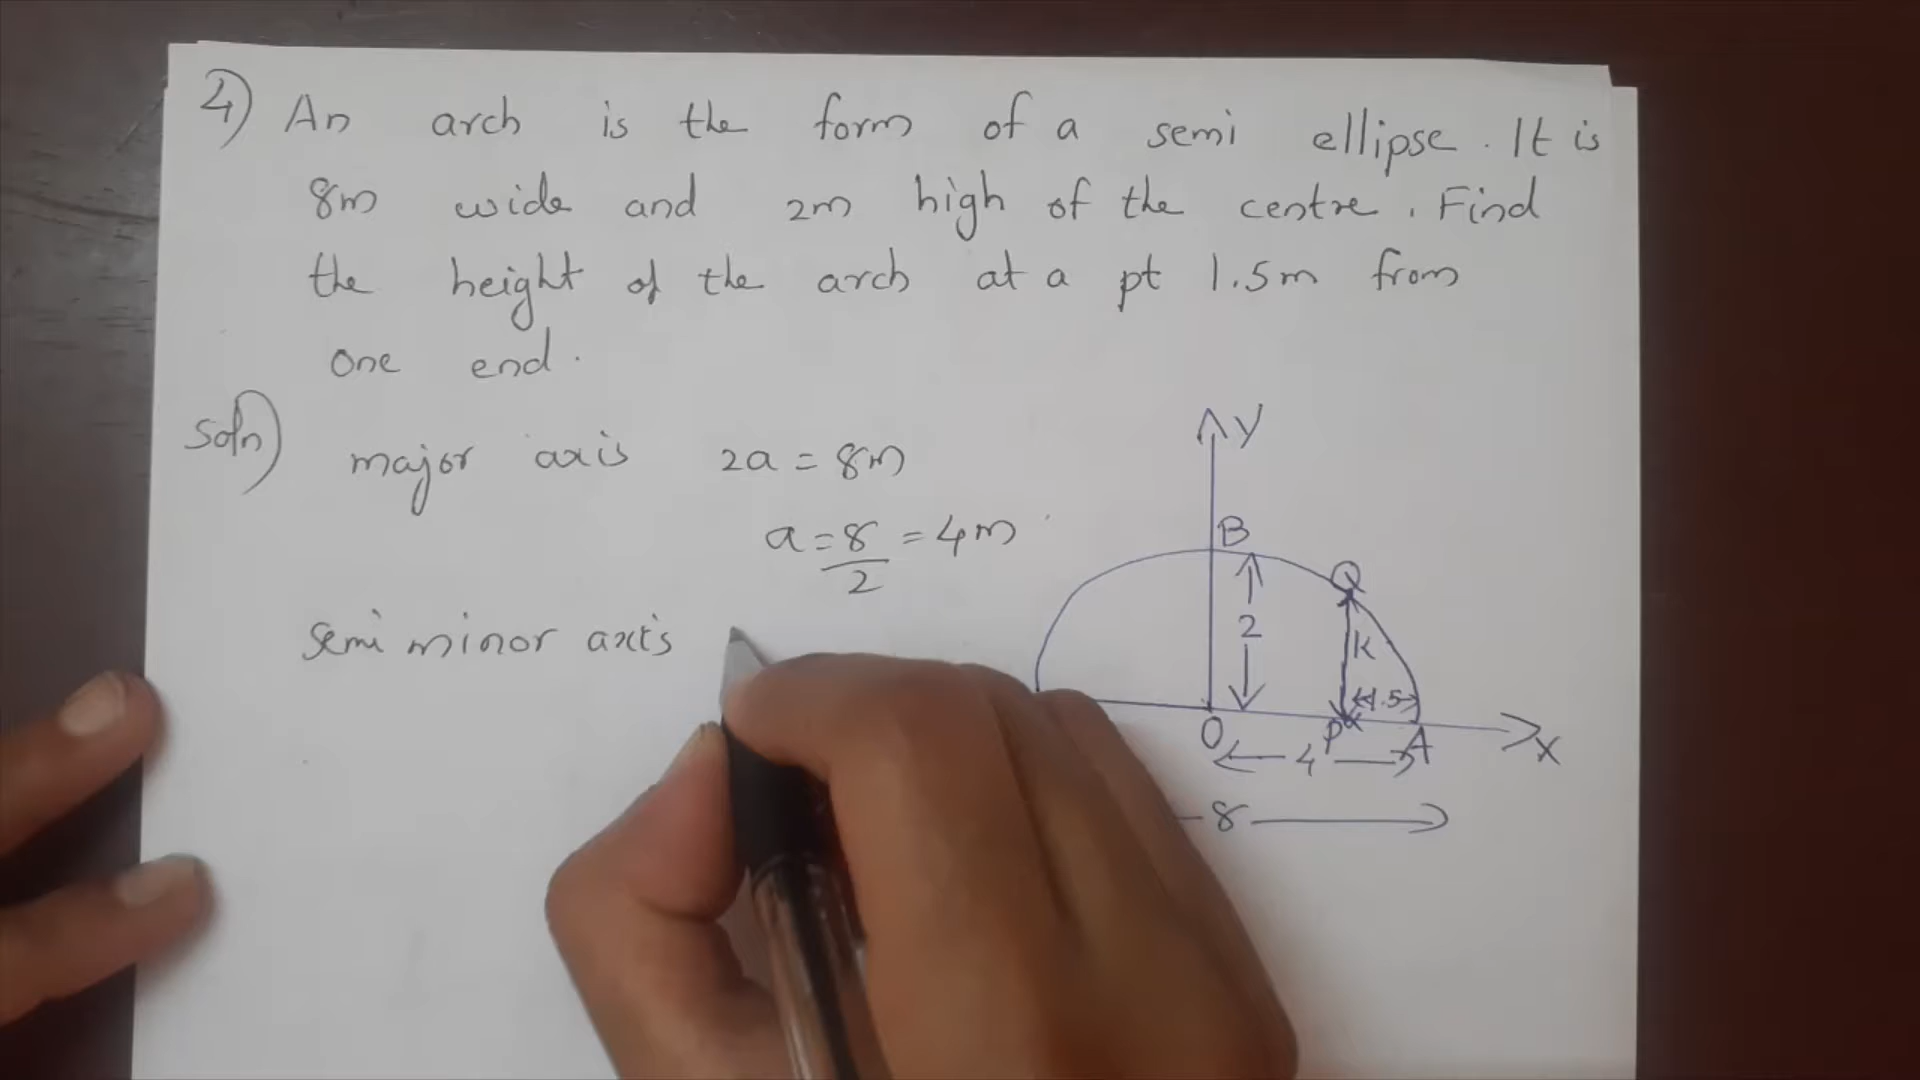 4) An arch is the form of a semi ellipse. It is
8m wide and 2m high of the centre. Find
the height of the arch at a pt 1.5m from
one end.
Soln)
major axis 2a = 8m
a = 8/2 = 4m
Semi minor axis
Y
B
Q
2
K
1.5
O
P
A
X
4
8